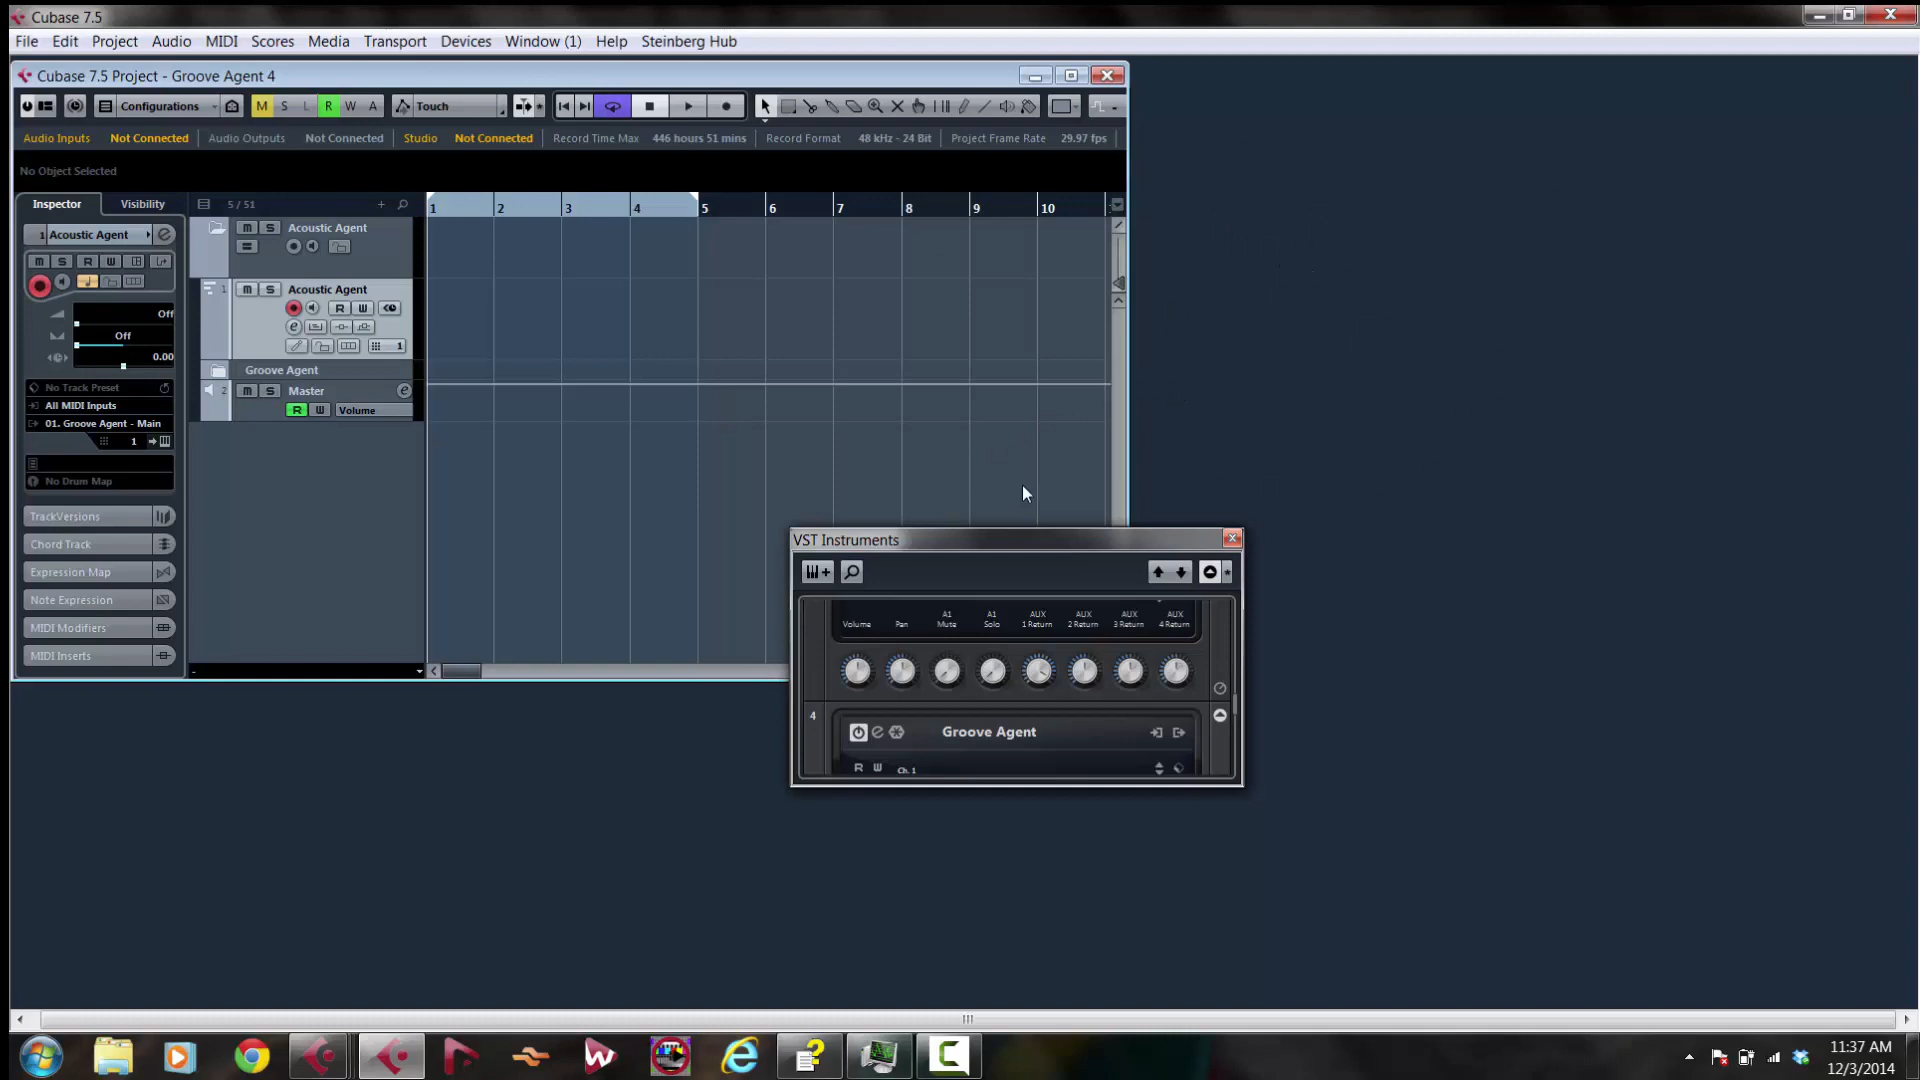 Cubase 7.5
File Edit Project Audio MIDI Scores Media Transport Devices Window (1) Help Steinberg Hub
Cubase 7.5 Project - Groove Agent 4
Configurations M S L R W A Touch
Audio Inputs Not Connected Audio Outputs Not Connected Studio Not Connected Record Time Max 446 hours 51 mins Record Format 48 kHz - 24 Bit Project Frame Rate 29.97 fps
No Object Selected
Inspector Visibility 5 / 51 1 2 3 4 5 6 7 8 9 10
1 Acoustic Agent
m S Acoustic Agent
m S R W
1 m S Acoustic Agent
R W
Off
Off
0.00
e
1
Groove Agent
No Track Preset
2 m S Master e
All MIDI Inputs
R W Volume
01. Groove Agent - Main
1
No Drum Map
TrackVersions
Chord Track
Expression Map
Note Expression
MIDI Modifiers
MIDI Inserts
VST Instruments
Volume Pan A1 Mute A1 Solo AUX 1 Return AUX 2 Return AUX 3 Return AUX 4 Return
4 e Groove Agent
R W Ch. 1
11:37 AM
12/3/2014